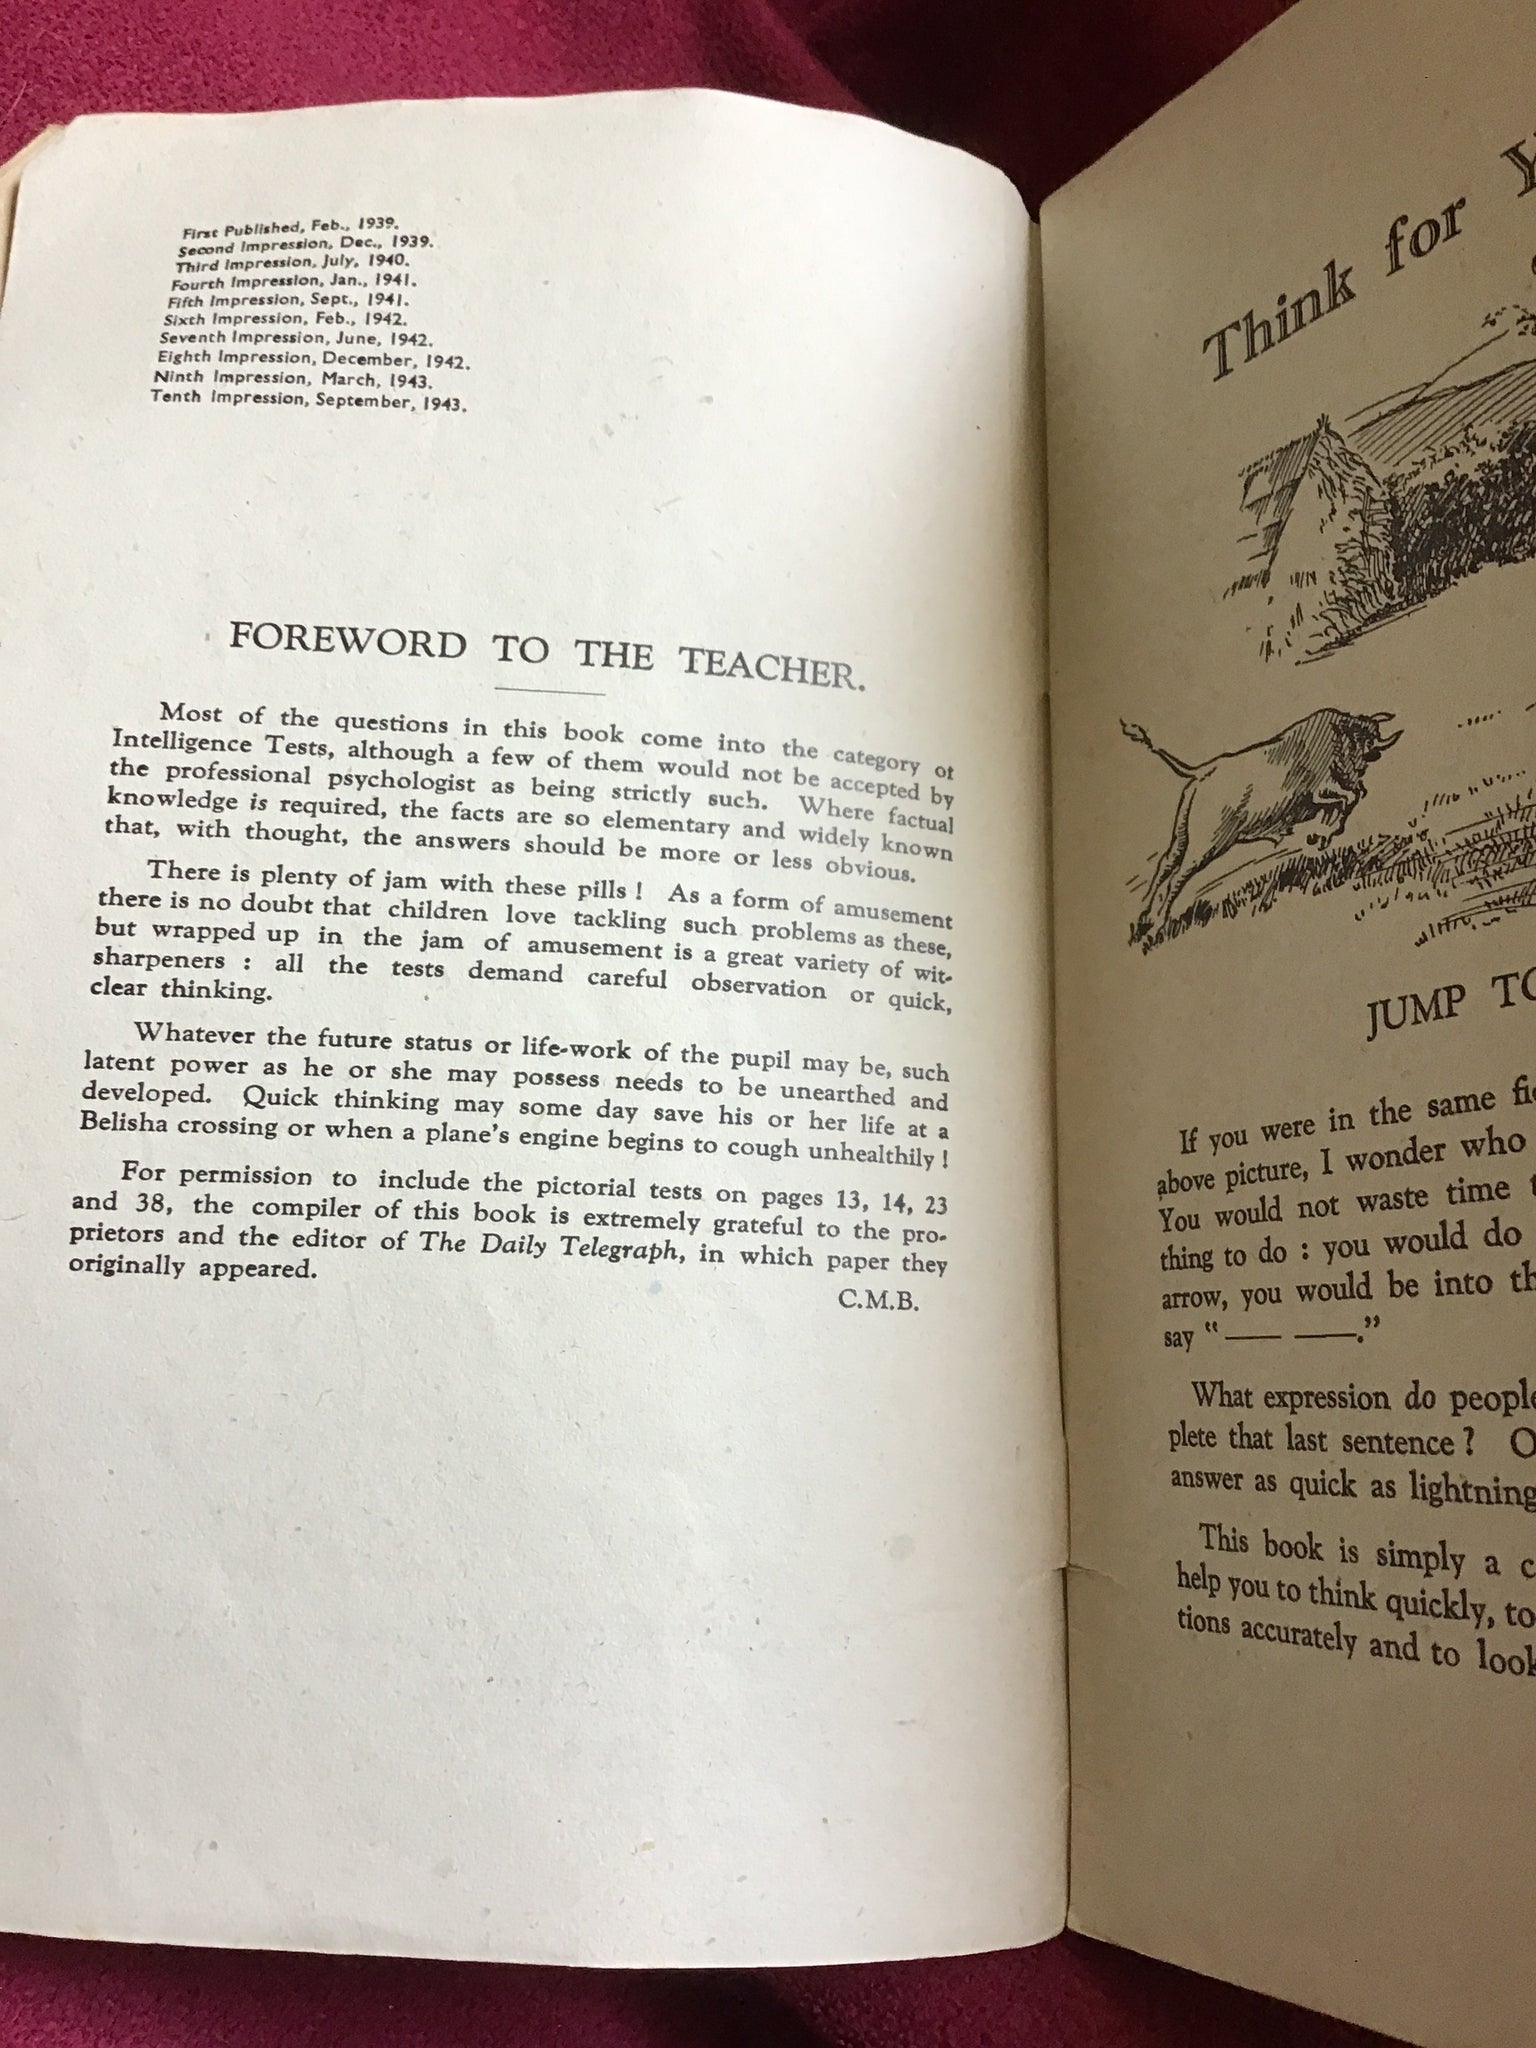 First Published, Feb., 1939.
Second Impression, Dec., 1939.
Third Impression, July, 1940.
Fourth Impression, Jan., 1941.
Fifth Impression, Sept., 1941.
Sixth Impression, Feb., 1942.
Seventh Impression, June, 1942.
Eighth Impression, December, 1942.
Ninth Impression, March, 1943.
Tenth Impression, September, 1943.
FOREWORD TO THE TEACHER.
Most of the questions in this book come into the category of
Intelligence Tests, although a few of them would not be accepted by
the professional psychologist as being strictly such. Where factual
knowledge is required, the facts are so elementary and widely known
that, with thought, the answers should be more or less obvious.
There is plenty of jam with these pills ! As a form of amusement
there is no doubt that children love tackling such problems as these,
but wrapped up in the jam of amusement is a great variety of wit-
sharpeners : all the tests demand careful observation or quick,
clear thinking.
Whatever the future status or life-work of the pupil may be, such
latent power as he or she may possess needs to be unearthed and
developed. Quick thinking may some day save his or her life at a
Belisha crossing or when a plane's engine begins to cough unhealthily !
For permission to include the pictorial tests on pages 13, 14, 23
and 38, the compiler of this book is extremely grateful to the pro-
prietors and the editor of The Daily Telegraph, in which paper they
originally appeared.
C.M.B.
Think for
JUMP
If you were in the same
above picture, I wonder who
You would not waste time
thing to do : you would do
arrow, you would be into
say " —— ——."
What expression do
plete that last sentence ?
answer as quick as lightning
This book is simply a
help you to think quickly, to
tions accurately and to look